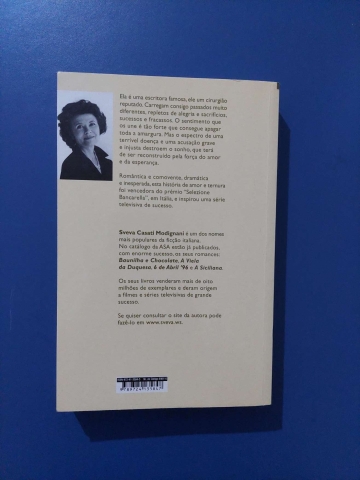 Ela é uma escritora famosa, ele um cirurgião
reputado. Carregam consigo passados muito
diferentes, repletos de alegria e sacrifícios,
sucessos e fracassos. O sentimento que
os une é tão forte que consegue apagar
toda a amargura. Mas o espectro de uma
terrível doença e uma acusação grave
e injusta destroem o sonho, que terá
de ser reconstruído pela força do amor
e da esperança.
Romântica e comovente, dramática
e inesperada, esta história de amor e ternura
foi vencedora do prémio "Selezione
Bancarella", em Itália, e inspirou uma série
televisiva de sucesso.
Sveva Casati Modignani é um dos nomes
mais populares da ficção italiana.
No catálogo da ASA estão já publicados,
com enorme sucesso, os seus romances:
Baunilha e Chocolate, A Viela
da Duquesa, 6 de Abril '96 e A Siciliana.
Os seus livros venderam mais de oito
milhões de exemplares e deram origem
a filmes e séries televisivas de grande
sucesso.
Se quiser consultar o site da autora pode
fazê-lo em www.sveva.ws.